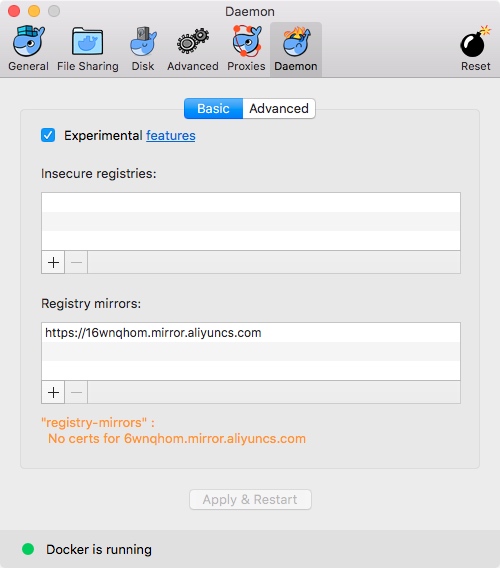 Daemon
General File Sharing Disk Advanced Proxies Daemon Reset
Basic Advanced
Experimental features
Insecure registries:
+ −
Registry mirrors:
https://16wnqhom.mirror.aliyuncs.com
+ −
"registry-mirrors" :
No certs for 6wnqhom.mirror.aliyuncs.com
Apply & Restart
Docker is running